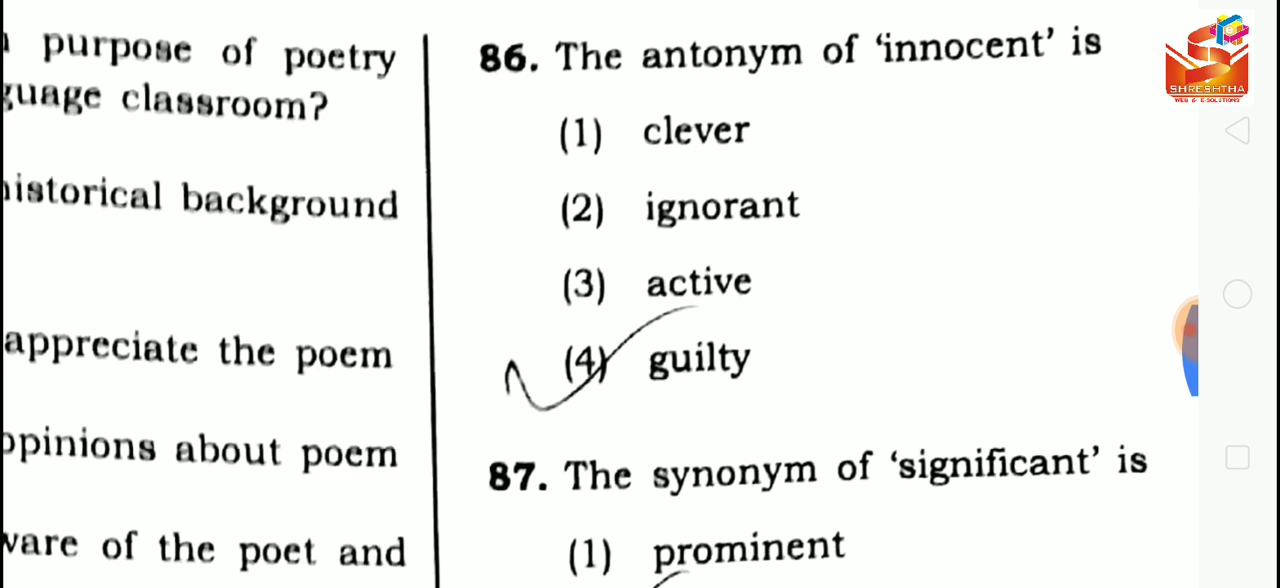 purpose of poetry
guage classroom?
historical background
appreciate the poem
opinions about poem
ware of the poet and
86. The antonym of ‘innocent’ is
(1) clever
(2) ignorant
(3) active
(4) guilty
87. The synonym of ‘significant’ is
(1) prominent
SHRESHTHA
WEB & E-SOLUTIONS